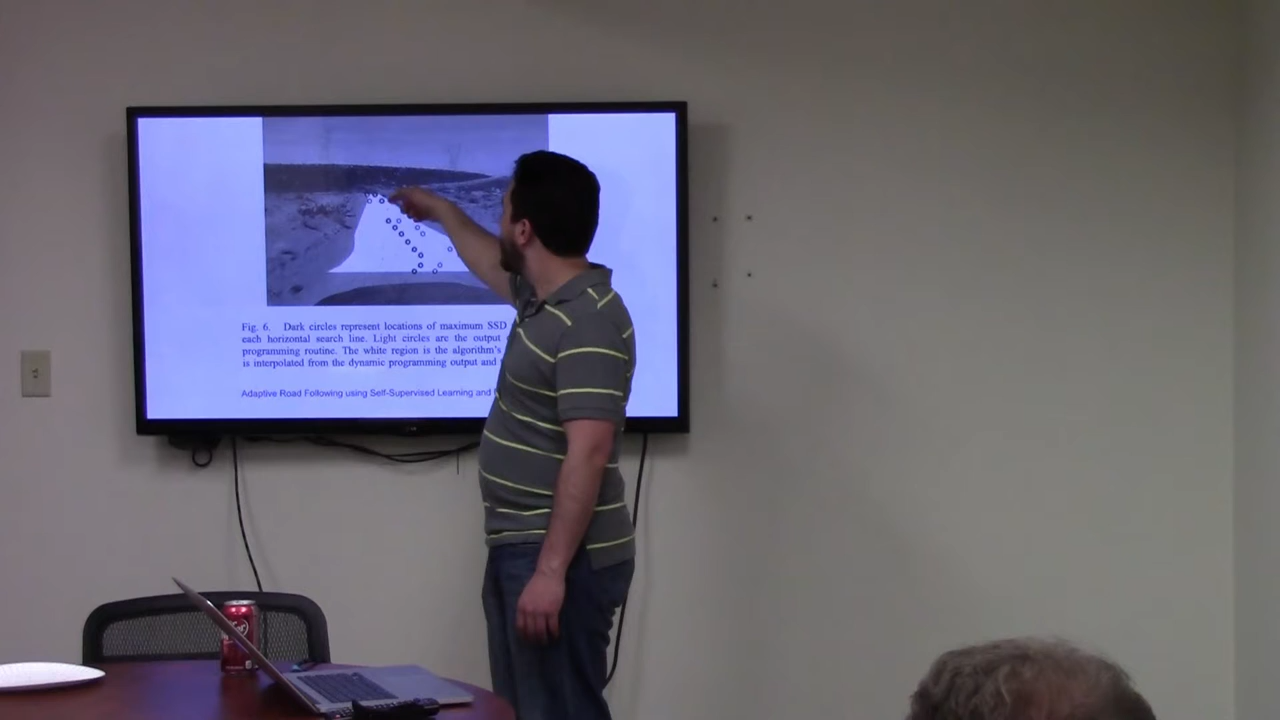 Fig. 6. Dark circles represent locations of maximum SSD
each horizontal search line. Light circles are the output
programming routine. The white region is the algorithm's
is interpolated from the dynamic programming output and
Adaptive Road Following using Self-Supervised Learning and